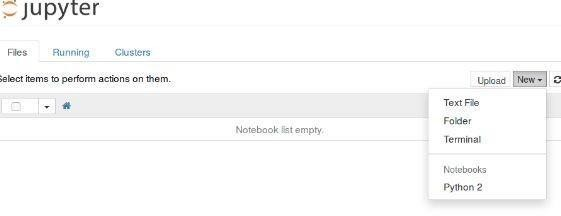 jupyter
Files Running Clusters
Select items to perform actions on them.
Upload New
Text File
Folder
Terminal
Notebook list empty.
Notebooks
Python 2